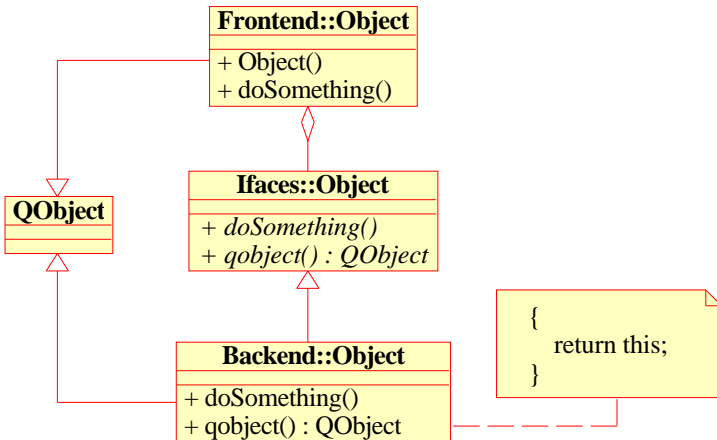 Frontend::Object
+ Object()
+ doSomething()
Ifaces::Object
+ doSomething()
+ qobject() : QObject
QObject
Backend::Object
+ doSomething()
+ qobject() : QObject
{
return this;
}